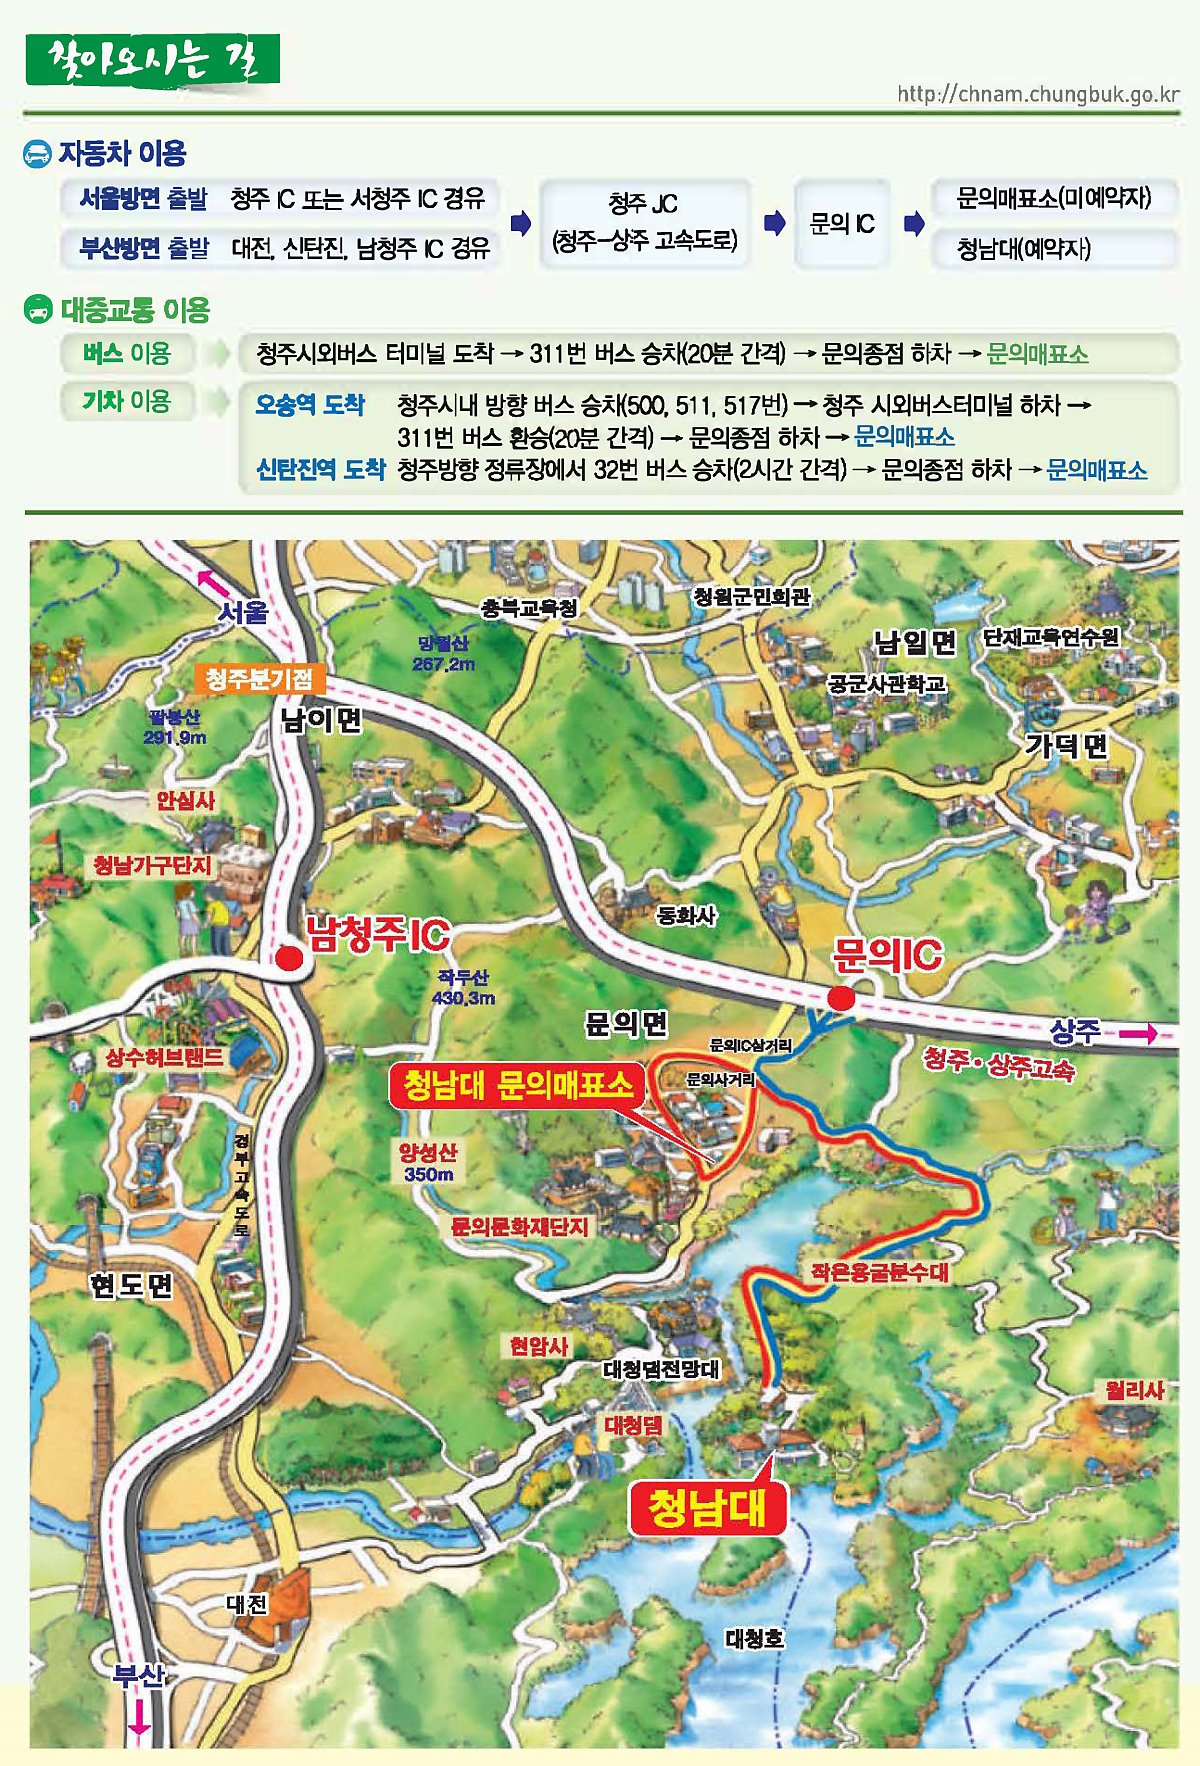 찾아오시는 길
http://chnam.chungbuk.go.kr
자동차 이용
서울방면 출발 청주 IC 또는 서청주 IC 경유
부산방면 출발 대전, 신탄진, 남청주 IC 경유
청주 JC
(청주-상주 고속도로)
문의 IC
문의매표소(미예약자)
청남대(예약자)
대중교통 이용
버스 이용
청주시외버스 터미널 도착 → 311번 버스 승차(20분 간격) → 문의종점 하차 → 문의매표소
기차 이용
오송역 도착 청주시내 방향 버스 승차(500, 511, 517번) → 청주 시외버스터미널 하차 →
311번 버스 환승(20분 간격) → 문의종점 하차 → 문의매표소
신탄진역 도착 청주방향 정류장에서 32번 버스 승차(2시간 간격) → 문의종점 하차 → 문의매표소
서울
충북교육청
청원군민회관
망월산
267.2m
남일면
단재교육연수원
청주분기점
공군사관학교
팔봉산
291.9m
남이면
가덕면
안심사
청남가구단지
동화사
남청주IC
문의IC
작두산
430.3m
문의면
상주
문의IC삼거리
상수허브랜드
청주·상주고속
청남대 문의매표소
문의사거리
경부고속도로
양성산
350m
문의문화재단지
현도면
작은용굴분수대
현암사
대청댐전망대
월리사
대청댐
청남대
대전
대청호
부산